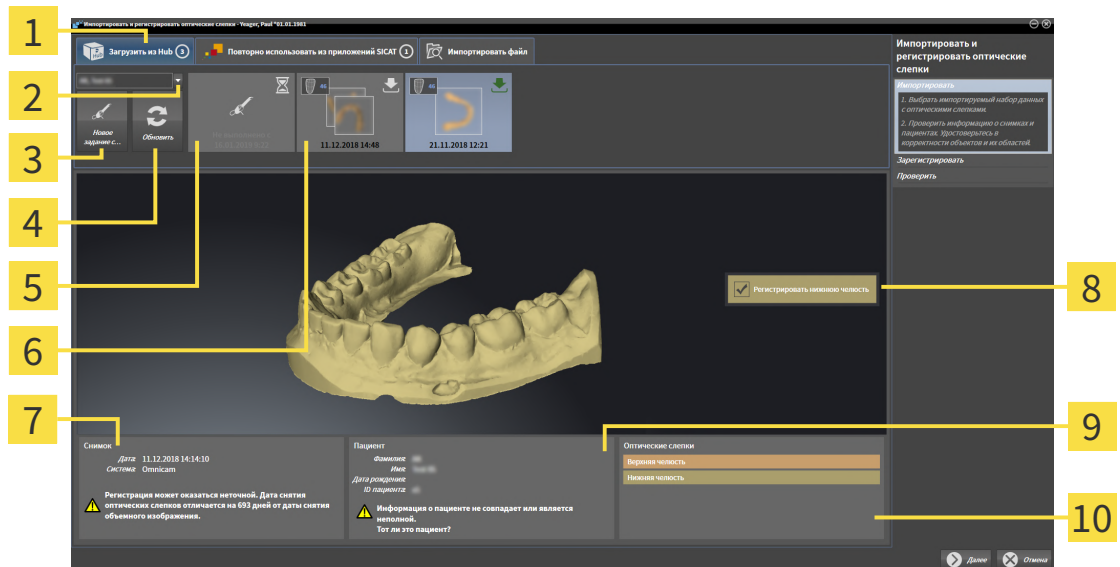 Импортировать и регистрировать оптические слепки - Yeager, Paul *01.01.1981
1
2
3
4
5
6
7
8
9
10
Загрузить из Hub 3
Повторно использовать из приложений SICAT 1
Импортировать файл
Новое
задание с...
Обновить
46
11.12.2018 14:48
46
21.11.2018 12:21
Регистрировать нижнюю челюсть
Снимок
Дата: 11.12.2018 14:14:10
Система: Omnicam
Регистрация может оказаться неточной. Дата снятия
оптических слепков отличается на 693 дней от даты снятия
объемного изображения.
Пациент
Фамилия:
Имя:
Дата рождения:
ID пациента:
Информация о пациенте не совпадает или является
неполной.
Тот ли это пациент?
Оптические слепки
Верхняя челюсть
Нижняя челюсть
Импортировать и
регистрировать оптические
слепки
Импортировать
1. Выбрать импортируемый набор данных
с оптическими слепками.
2. Проверить информацию о снимках и
пациентах. Удостоверьтесь в
корректности объектов и их областей.
Зарегистрировать
Проверить
Далее
Отмена